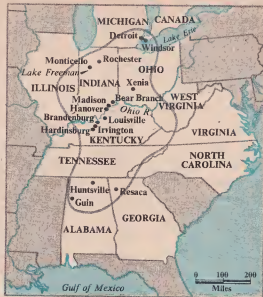 MICHIGAN CANADA
Detroit
Lake Erie
Windsor
Monticello Rochester
OHIO
Lake Freeman
INDIANA Xenia
ILLINOIS
Madison Bear Branch WEST
Hanover Ohio R. VIRGINIA
Brandenburg Louisville
VIRGINIA
Hardinsburg Irvington
KENTUCKY
TENNESSEE
NORTH
CAROLINA
Huntsville Resaca
Guin
GEORGIA
ALABAMA
0 100 200
Miles
Gulf of Mexico